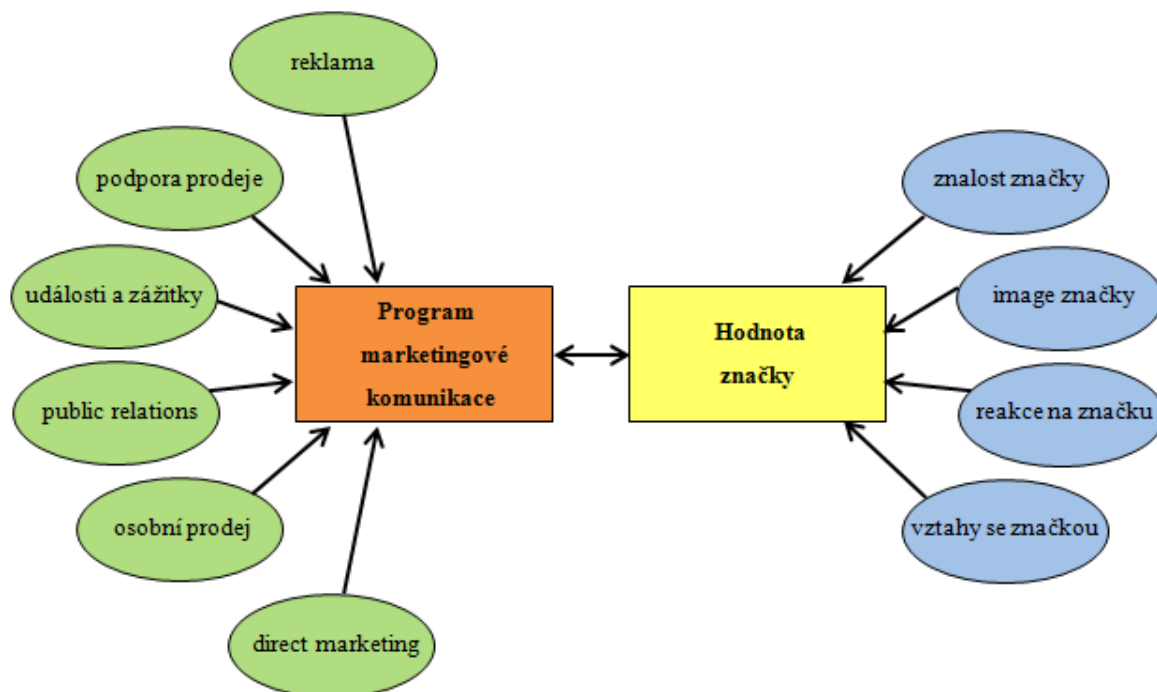 reklama
podpora prodeje
události a zážitky
public relations
osobní prodej
direct marketing
Program
marketingové
komunikace
Hodnota
značky
znalost značky
image značky
reakce na značku
vztahy se značkou